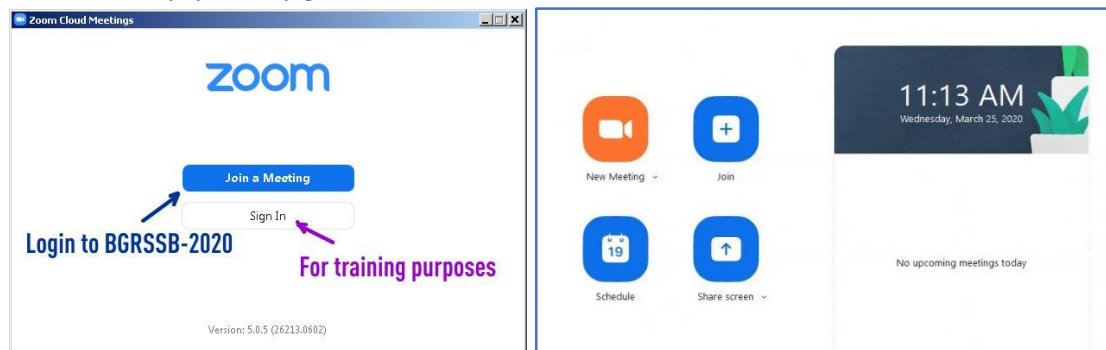 Zoom Cloud Meetings
zoom
Join a Meeting
Sign In
Login to BGRSSB-2020
For training purposes
Version: 5.0.5 (26213.0602)
11:13 AM
Wednesday, March 25, 2020
New Meeting
Join
19
Schedule
Share screen
No upcoming meetings today